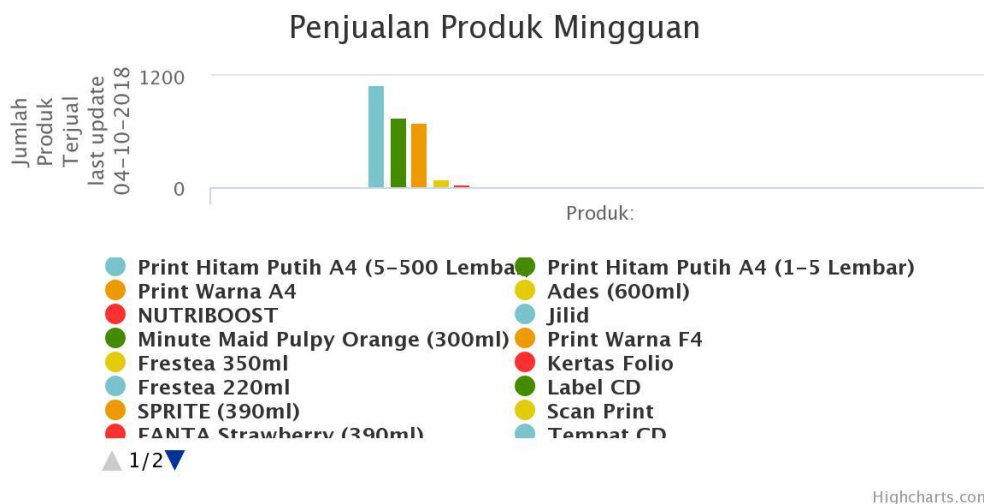 Penjualan Produk Mingguan
Jumlah
Produk
Terjual
last update
04-10-2018
1200
0
Produk:
Print Hitam Putih A4 (5-500 Lembar
Print Hitam Putih A4 (1-5 Lembar)
Print Warna A4
Ades (600ml)
NUTRIBOOST
Jilid
Minute Maid Pulpy Orange (300ml)
Print Warna F4
Frestea 350ml
Kertas Folio
Frestea 220ml
Label CD
SPRITE (390ml)
Scan Print
FANTA Strawberry (390ml)
Tempat CD
1/2
Highcharts.com